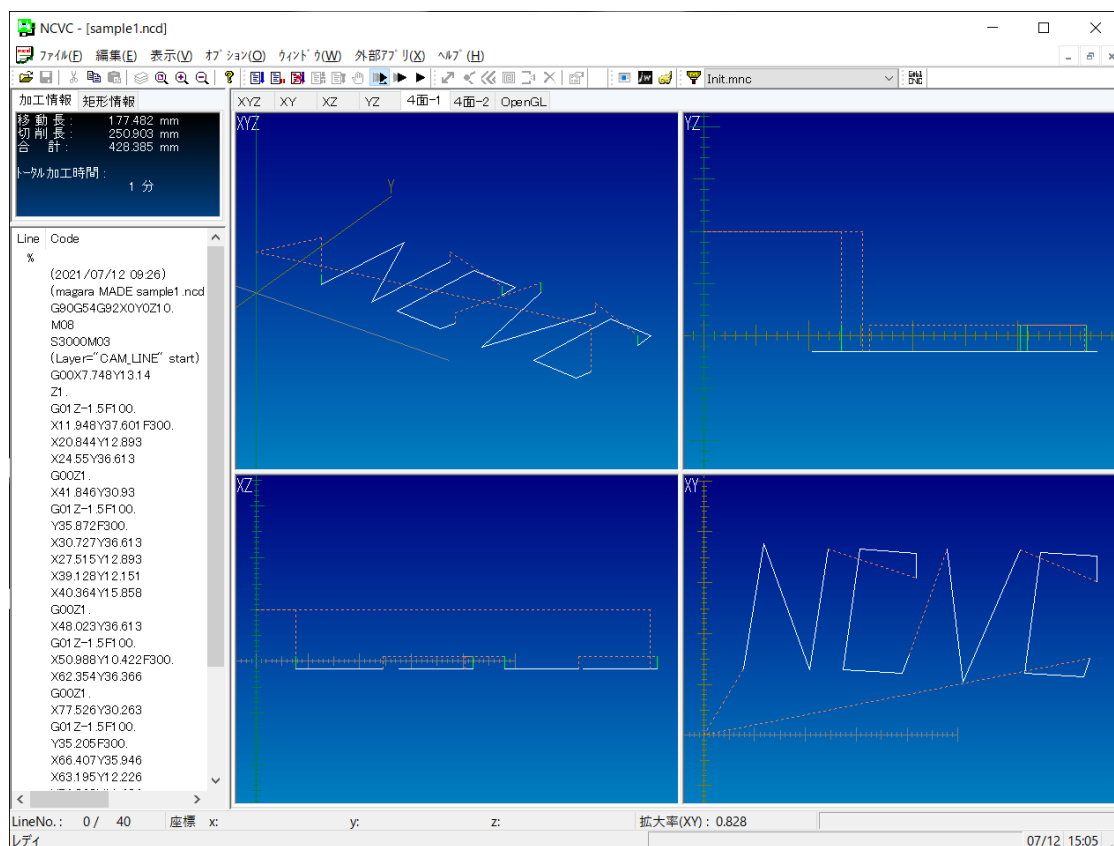 NCVC - [sample1.ncd]
ファイル(F) 編集(E) 表示(V) オプション(O) ウィンドウ(W) 外部アプリ(X) ヘルプ(H)
Init.mnc
加工情報 矩形情報
移動長: 177.482 mm
切削長: 250.903 mm
合計: 428.385 mm
トータル加工時間:
1 分
XYZ XY XZ YZ 4面-1 4面-2 OpenGL
XYZ
Y
YZ
XZ
XY
NCVC
Line Code
%
(2021/07/12 09:26)
(magara MADE sample1.ncd
G90G54G92X0Y0Z10.
M08
S3000M03
(Layer="CAM_LINE" start)
G00X7.748Y13.14
Z1.
G01Z-1.5F100.
X11.948Y37.601F300.
X20.844Y12.893
X24.55Y36.613
G00Z1.
X41.846Y30.93
G01Z-1.5F100.
Y35.872F300.
X30.727Y36.613
X27.515Y12.893
X39.128Y12.151
X40.364Y15.858
G00Z1.
X48.023Y36.613
G01Z-1.5F100.
X50.988Y10.422F300.
X62.354Y36.366
G00Z1.
X77.526Y30.263
G01Z-1.5F100.
Y35.205F300.
X66.407Y35.946
X63.195Y12.226
LineNo.: 0 / 40 座標 x: y: z: 拡大率(XY) : 0.828
レディ 07/12 15:05